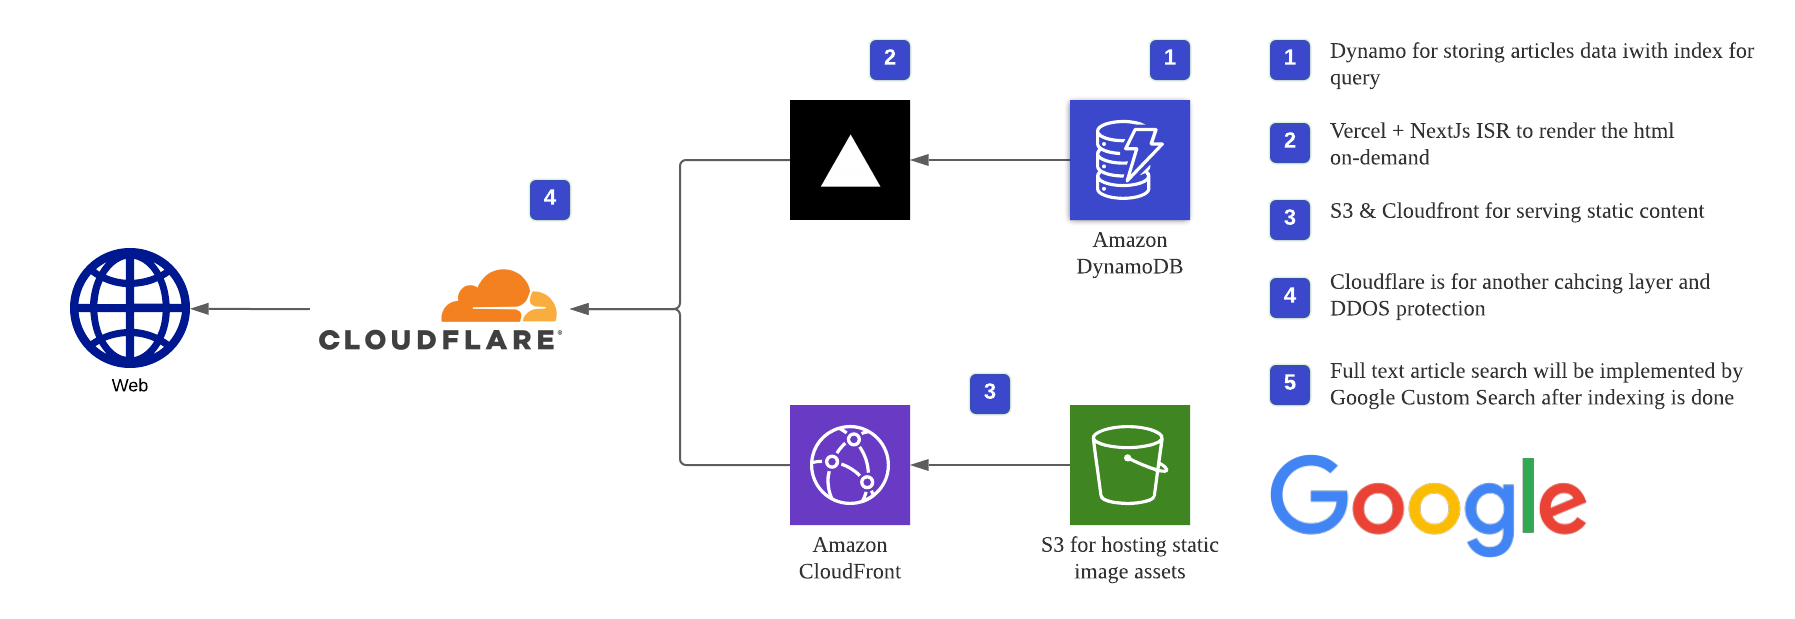 2
1
1
Dynamo for storing articles data iwith index for
query
2
Vercel + NextJs ISR to render the html
on-demand
4
3
S3 & Cloudfront for serving static content
Amazon
DynamoDB
4
Cloudflare is for another cahcing layer and
DDOS protection
CLOUDFLARE®
Web
3
5
Full text article search will be implemented by
Google Custom Search after indexing is done
Google
Amazon
CloudFront
S3 for hosting static
image assets